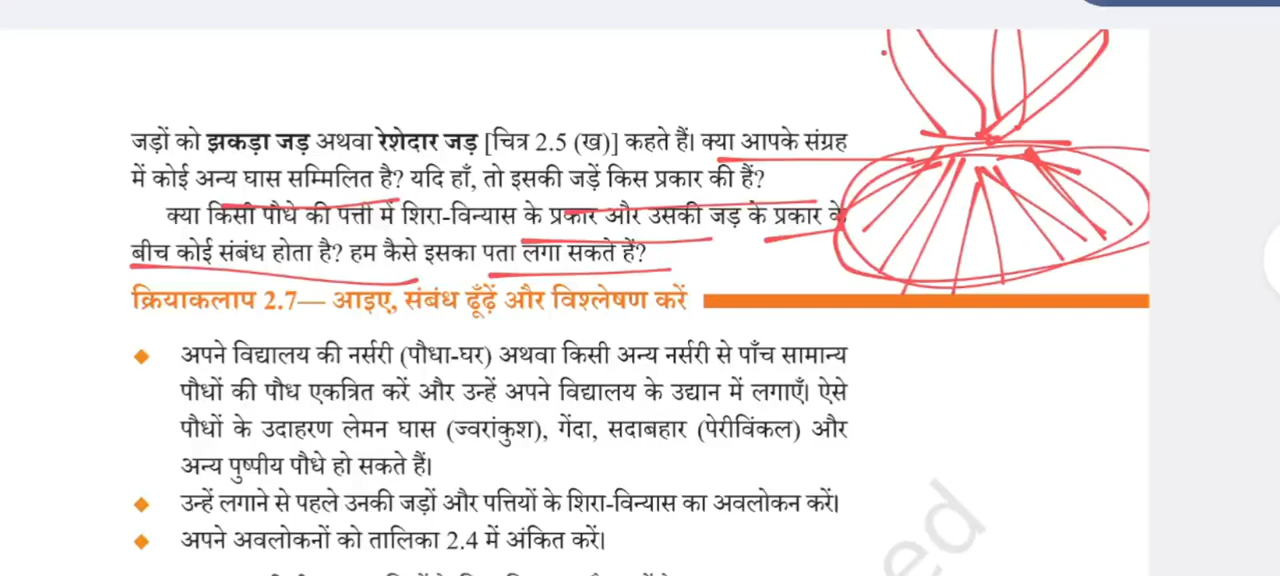 जड़ों को झकड़ा जड़ अथवा रेशेदार जड़ [चित्र 2.5 (ख)] कहते हैं। क्या आपके संग्रह
में कोई अन्य घास सम्मिलित है? यदि हाँ, तो इसकी जड़ें किस प्रकार की हैं?
क्या किसी पौधे की पत्ती में शिरा-विन्यास के प्रकार और उसकी जड़ के प्रकार के
बीच कोई संबंध होता है? हम कैसे इसका पता लगा सकते हैं?
क्रियाकलाप 2.7— आइए, संबंध ढूँढ़ें और विश्लेषण करें
अपने विद्यालय की नर्सरी (पौधा-घर) अथवा किसी अन्य नर्सरी से पाँच सामान्य
पौधों की पौध एकत्रित करें और उन्हें अपने विद्यालय के उद्यान में लगाएँ। ऐसे
पौधों के उदाहरण लेमन घास (ज्वरांकुश), गेंदा, सदाबहार (पेरीविंकल) और
अन्य पुष्पीय पौधे हो सकते हैं।
उन्हें लगाने से पहले उनकी जड़ों और पत्तियों के शिरा-विन्यास का अवलोकन करें।
अपने अवलोकनों को तालिका 2.4 में अंकित करें।
ed